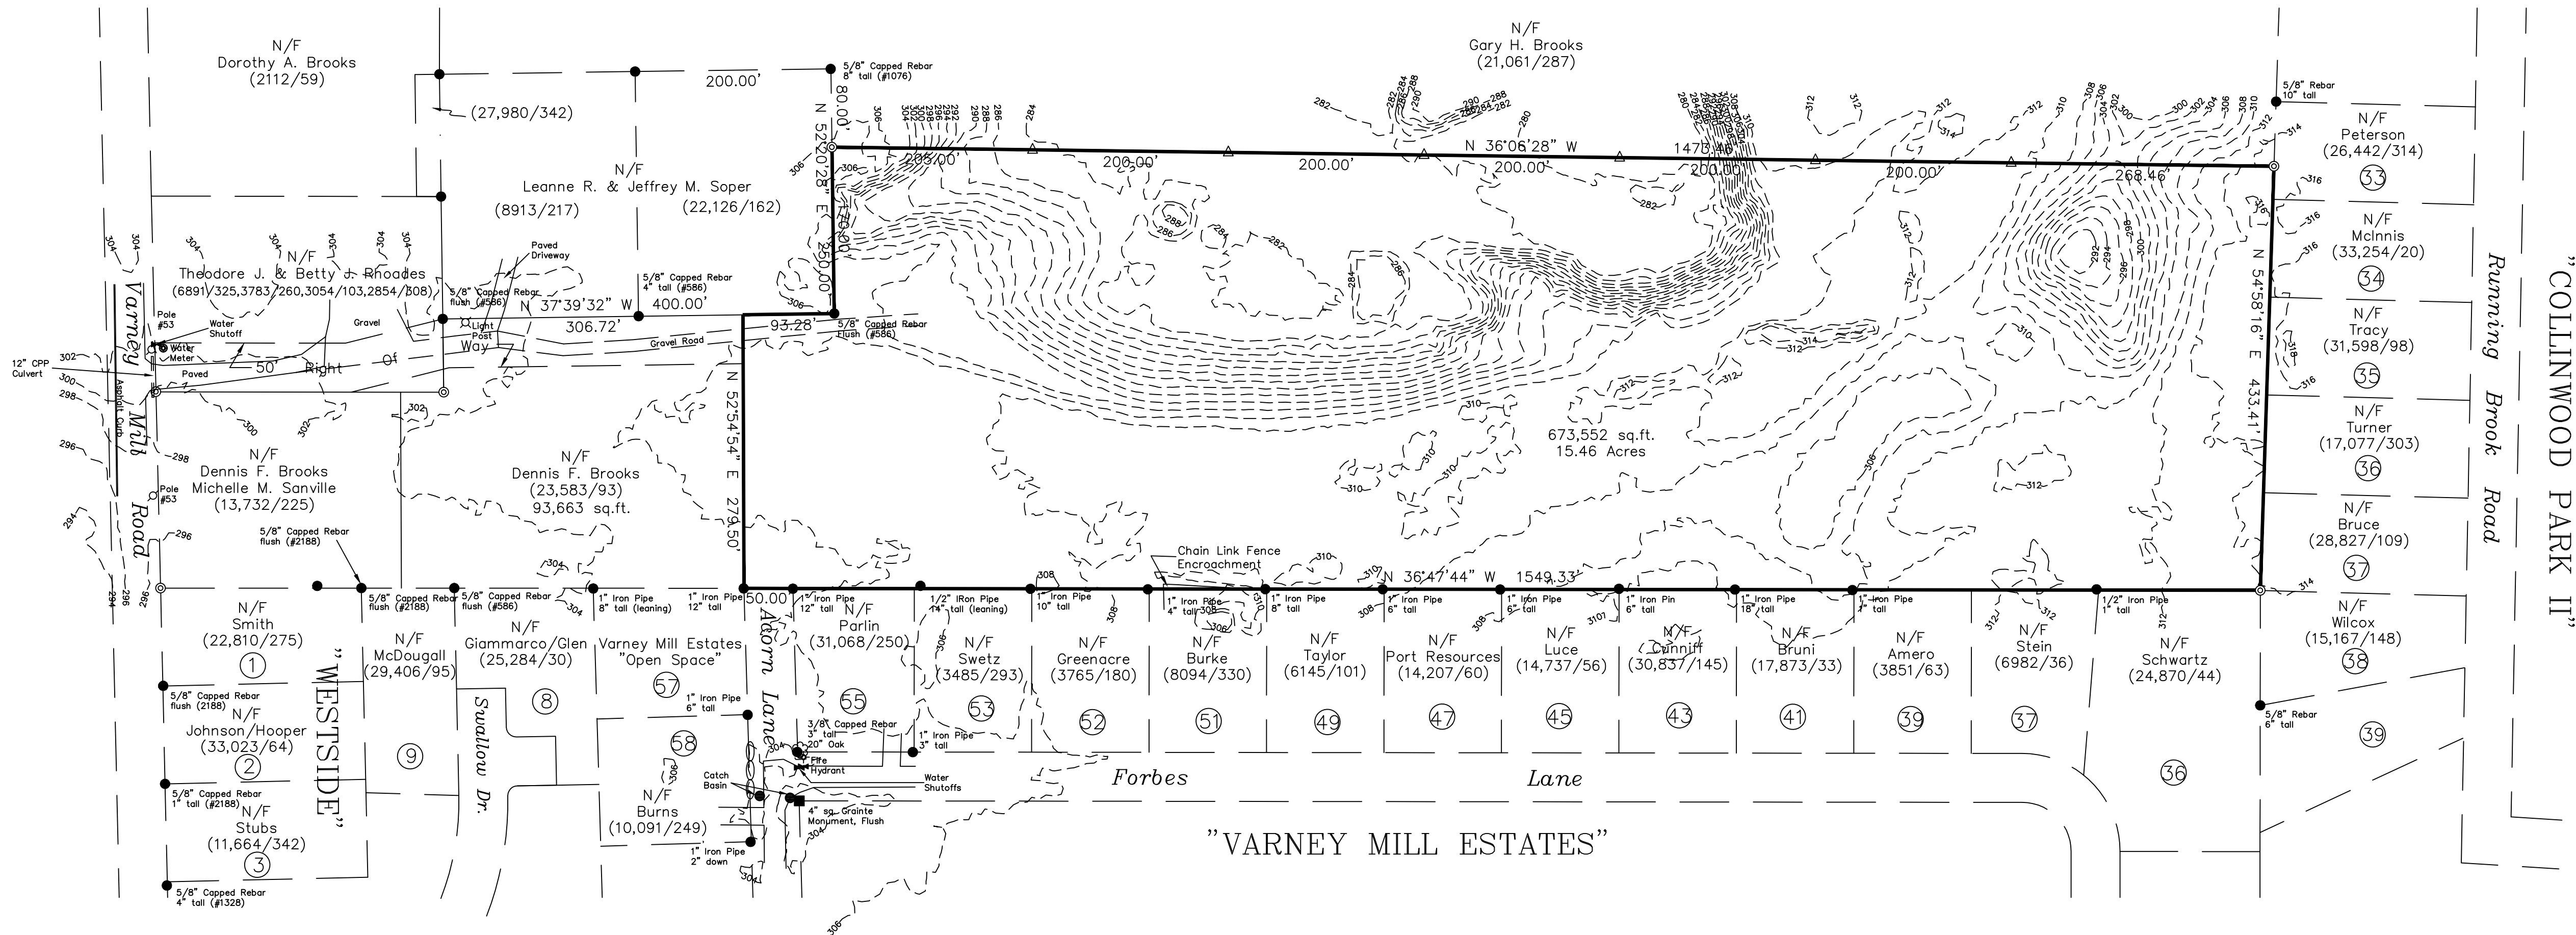 N/F
Dorothy A. Brooks
(2112/59)
(27,980/342)
200.00'
5/8" Capped Rebar
8" tall (#1076)
80.00'
N 52°20'28" E
170.00'
250.00'
N/F
Gary H. Brooks
(21,061/287)
N/F
Leanne R. & Jeffrey M. Soper
(8913/217)
(22,126/162)
N/F
Theodore J. & Betty J. Rhoades
(6891/325,3783/260,3054/103,2854/308)
Paved
Driveway
5/8" Capped Rebar
flush (#586)
5/8" Capped Rebar
4" tall (#586)
N 37°39'32" W 400.00'
306.72'
93.28'
5/8" Capped Rebar
Flush (#586)
Light
Post
Gravel
Gravel Road
Paved
50' Right Of Way
Pole
#53
Water
Shutoff
Water
Meter
12" CPP
Culvert
Asphalt Curb
Varney Mill Road
Pole
#53
205.00'
200.00'
200.00'
200.00'
200.00'
200.00'
268.46'
N 36°06'28" W 1473.46'
5/8" Rebar
10" tall
N/F
Peterson
(26,442/314)
33
N/F
McInnis
(33,254/20)
34
N/F
Tracy
(31,598/98)
35
N/F
Turner
(17,077/303)
36
N/F
Bruce
(28,827/109)
37
N/F
Wilcox
(15,167/148)
38
5/8" Rebar
6" tall
39
Running Brook Road
"COLLINWOOD PARK II"
N 54°58'16" E 433.41'
673,552 sq.ft.
15.46 Acres
N 52°54'54" E 279.50'
N/F
Dennis F. Brooks
Michelle M. Sanville
(13,732/225)
N/F
Dennis F. Brooks
(23,583/93)
93,663 sq.ft.
5/8" Capped Rebar
flush (#2188)
5/8" Capped Rebar
flush (#2188)
5/8" Capped Rebar
flush (#586)
1" Iron Pipe
8" tall (leaning)
1" Iron Pipe
12" tall
50.00'
1" Iron Pipe
12" tall
1/2" Iron Pipe
14" tall (leaning)
1" Iron Pipe
10" tall
Chain Link Fence
Encroachment
1" Iron Pipe
4" tall
1" Iron Pipe
8" tall
N 36°47'44" W 1549.33'
1" Iron Pipe
6" tall
1" Iron Pipe
6" tall
1" Iron Pin
6" tall
1" Iron Pipe
18" tall
1" Iron Pipe
1" tall
1/2" Iron Pipe
1" tall
N/F
Smith
(22,810/275)
1
5/8" Capped Rebar
flush (2188)
N/F
Johnson/Hooper
(33,023/64)
2
5/8" Capped Rebar
1" tall (#2188)
N/F
Stubs
(11,664/342)
3
5/8" Capped Rebar
4" tall (#1328)
"WESTSIDE"
N/F
McDougall
(29,406/95)
9
N/F
Giammarco/Glen
(25,284/30)
8
Swallow Dr.
Varney Mill Estates
"Open Space"
57
1" Iron Pipe
6" tall
58
N/F
Burns
(10,091/249)
1" Iron Pipe
2" down
Catch
Basin
Acorn Lane
N/F
Parlin
(31,068/250)
55
3/8" Capped Rebar
3" tall
20" Oak
Fire
Hydrant
1" Iron Pipe
3" tall
Water
Shutoffs
4" sq. Grainte
Monument, Flush
N/F
Swetz
(3485/293)
53
N/F
Greenacre
(3765/180)
52
N/F
Burke
(8094/330)
51
N/F
Taylor
(6145/101)
49
N/F
Port Resources
(14,207/60)
47
N/F
Luce
(14,737/56)
45
N/F
Cunniff
(30,837/145)
43
N/F
Bruni
(17,873/33)
41
N/F
Amero
(3851/63)
39
N/F
Stein
(6982/36)
37
N/F
Schwartz
(24,870/44)
36
Forbes Lane
"VARNEY MILL ESTATES"